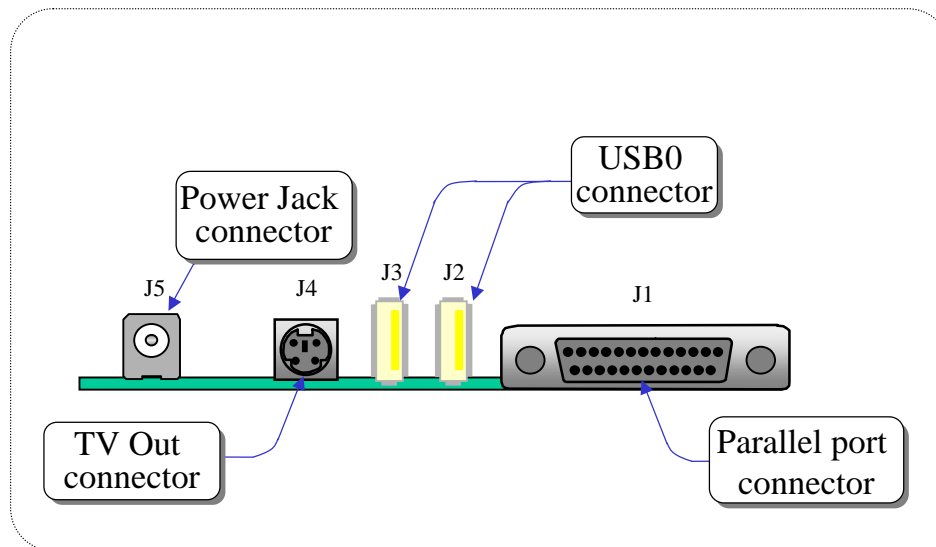 USB0
connector
Power Jack
connector
J5
J4
J3
J2
J1
TV Out
connector
Parallel port
connector